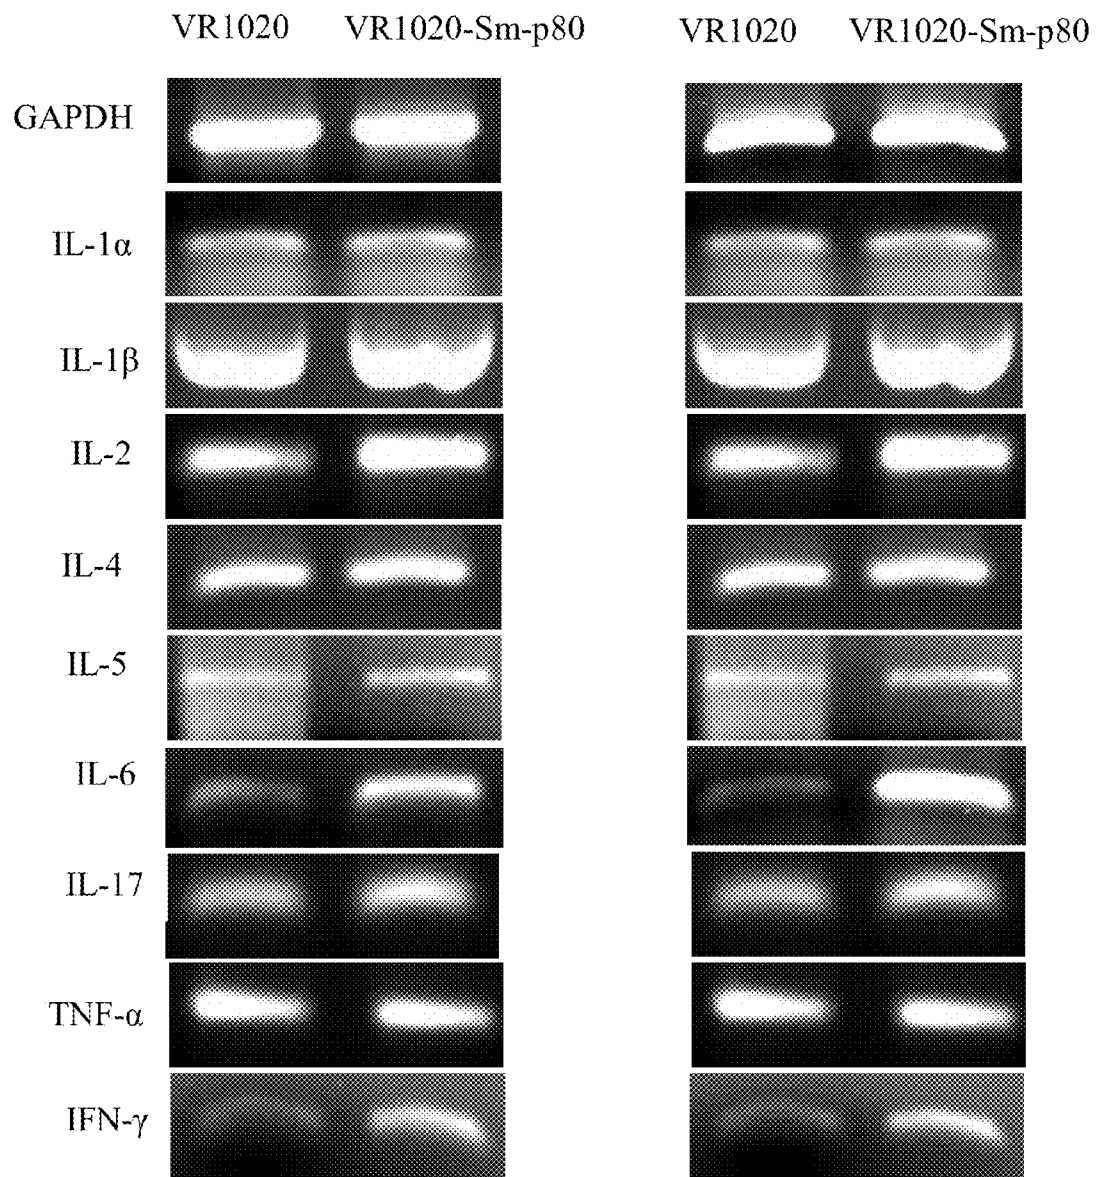 VR1020 VR1020-Sm-p80 VR1020 VR1020-Sm-p80
GAPDH
IL-1α
IL-1β
IL-2
IL-4
IL-5
IL-6
IL-17
TNF-α
IFN-γ